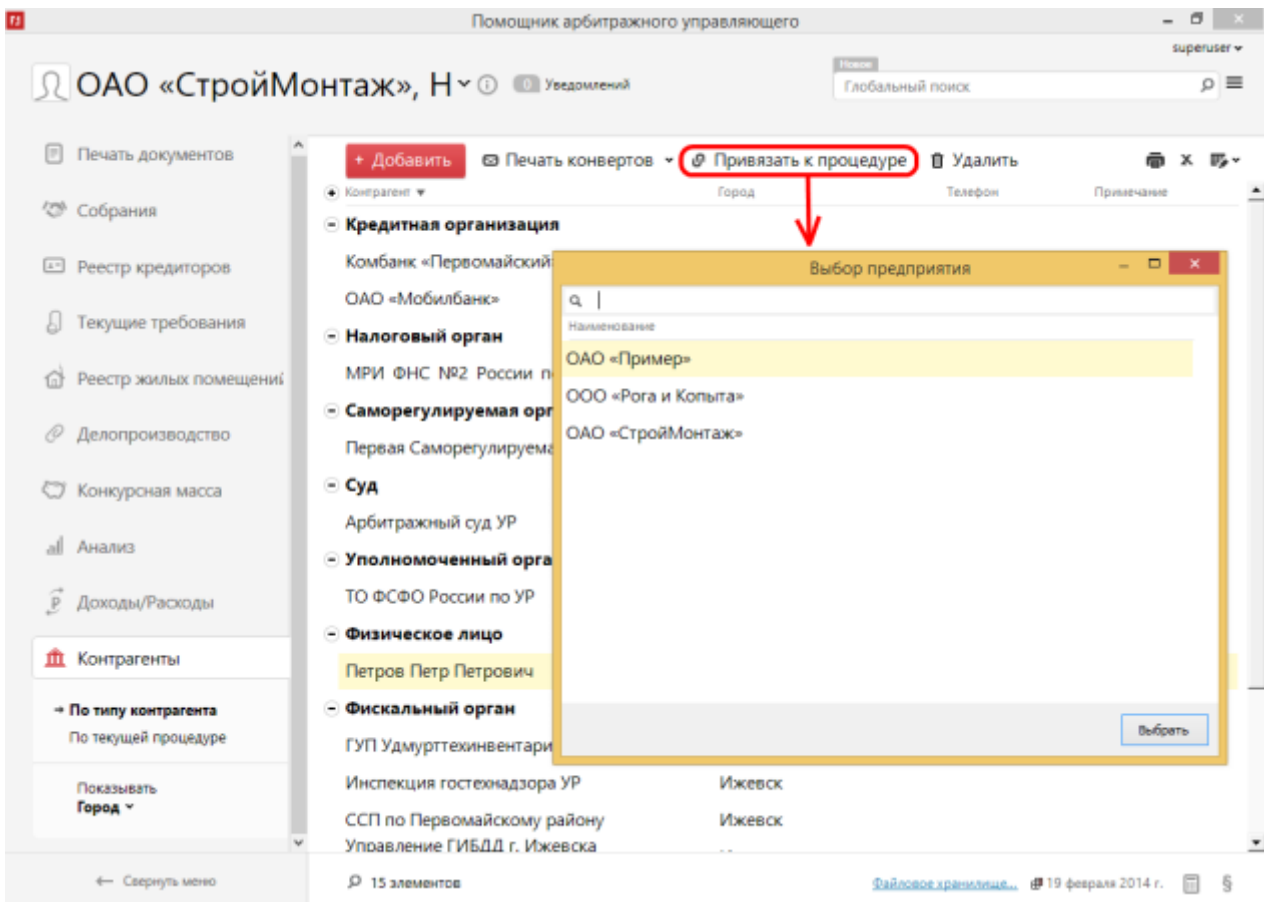 Помощник арбитражного управляющего
superuser
ОАО «СтройМонтаж», Н
0 Уведомлений
Новое
Глобальный поиск
Печать документов
Собрания
Реестр кредиторов
Текущие требования
Реестр жилых помещений
Делопроизводство
Конкурсная масса
Анализ
Доходы/Расходы
Контрагенты
→ По типу контрагента
По текущей процедуре
Показывать
Город
← Свернуть меню
+ Добавить Печать конвертов Привязать к процедуре Удалить
Контрагент Город Телефон Примечание
Кредитная организация
Комбанк «Первомайский»
ОАО «Мобилбанк»
Налоговый орган
МРИ ФНС №2 России
Саморегулируемая орг
Первая Саморегулируема
Суд
Арбитражный суд УР
Уполномоченный орга
ТО ФСФО России по УР
Физическое лицо
Петров Петр Петрович
Фискальный орган
ГУП Удмурттехинвентари
Инспекция гостехнадзора УР Ижевск
ССП по Первомайскому району Ижевск
Управление ГИБДД г. Ижевска
Выбор предприятия
Наименование
ОАО «Пример»
ООО «Рога и Копыта»
ОАО «СтройМонтаж»
Выбрать
15 элементов
Файловое хранилище... 19 февраля 2014 г. §